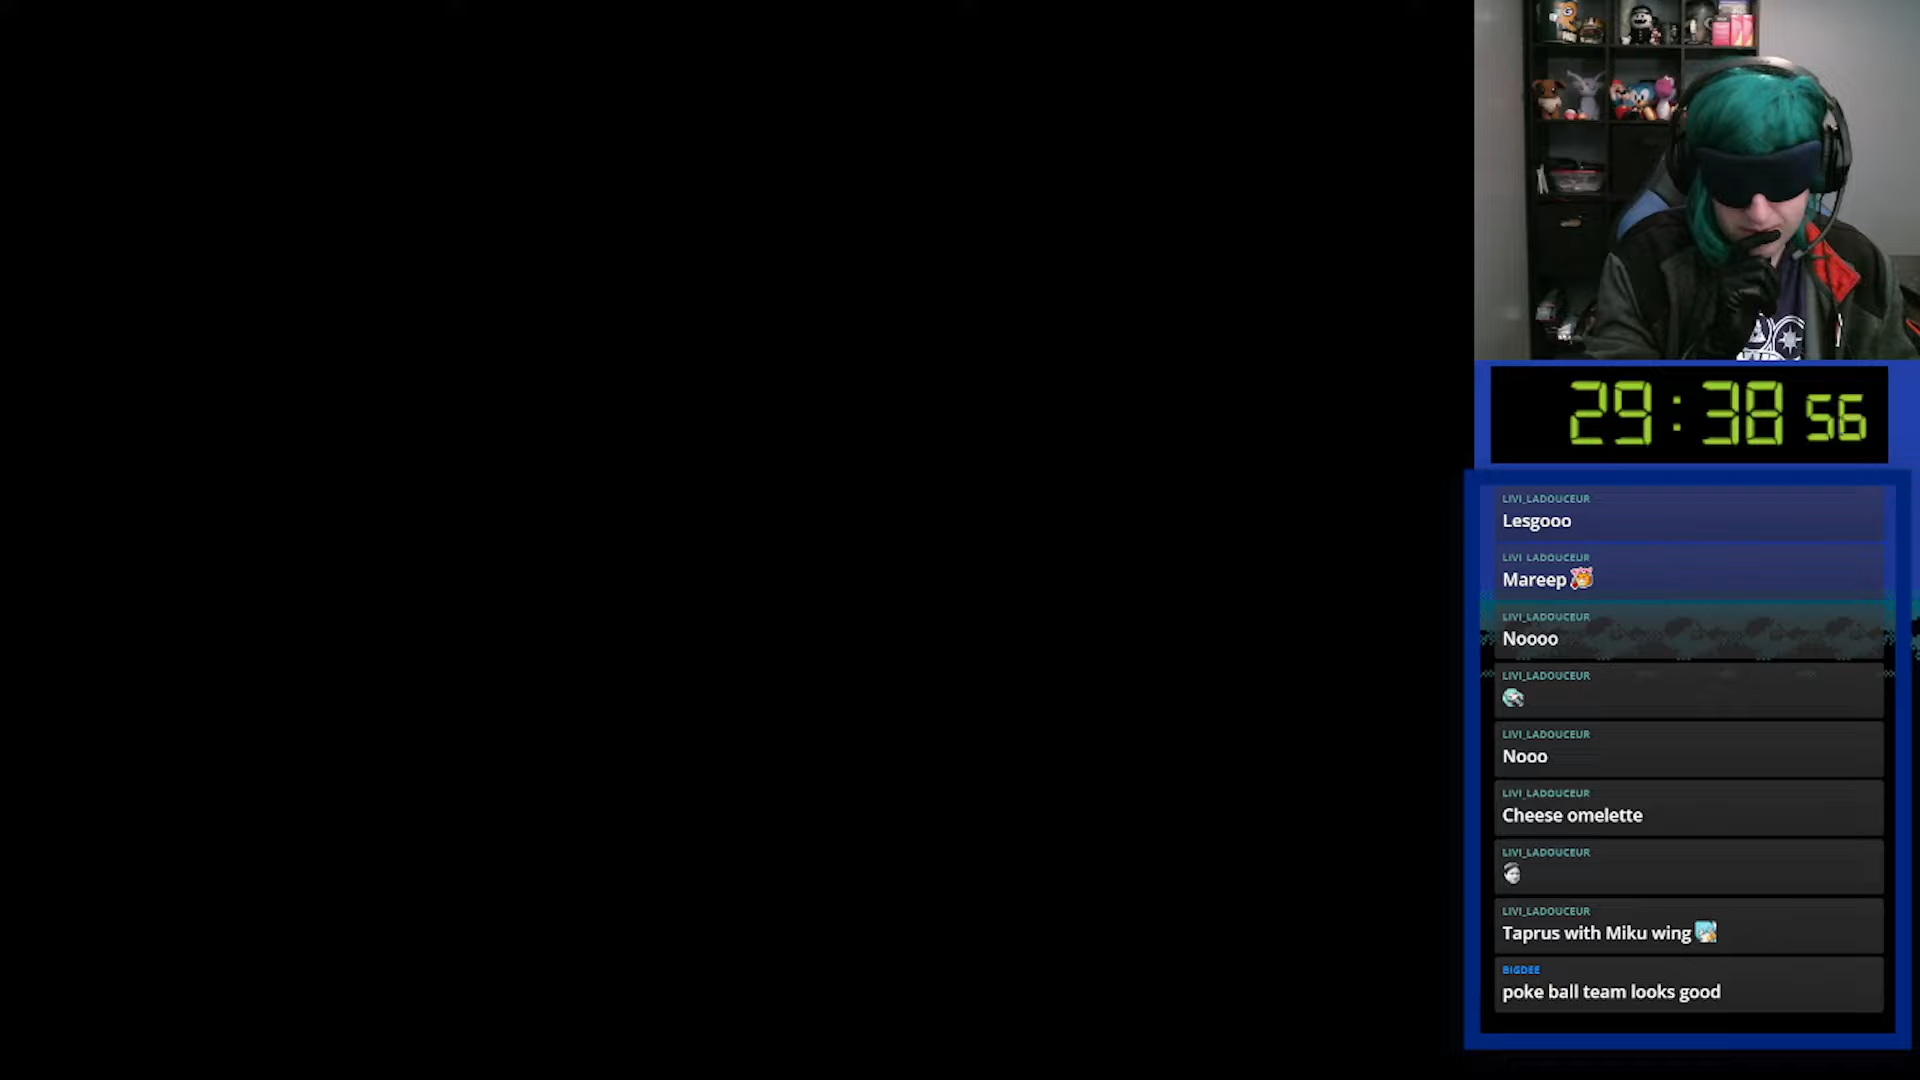 29:38 56
LIVI_LADOUCEUR
Lesgooo
LIVI_LADOUCEUR
Mareep
LIVI_LADOUCEUR
Noooo
LIVI_LADOUCEUR
LIVI_LADOUCEUR
Nooo
LIVI_LADOUCEUR
Cheese omelette
LIVI_LADOUCEUR
LIVI_LADOUCEUR
Taprus with Miku wing
BIGDEE
poke ball team looks good